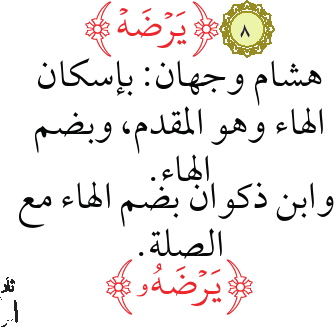 ٨ ﴿يَرْضَهْ﴾
هشام وجهان: بإسكان
الهاء وهو المقدم، وبضم
الهاء.
وابن ذكوان بضم الهاء مع
الصلة.
﴿يَرْضَهُۥ و﴾